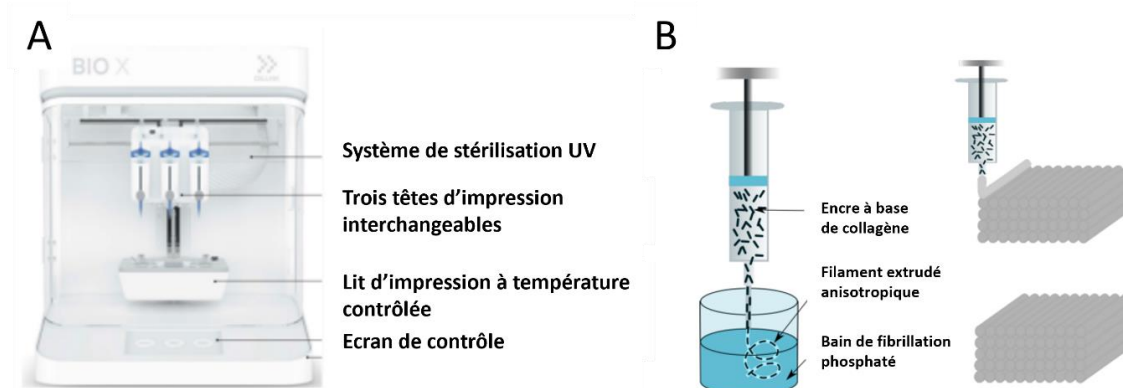 A
BIO X
CELLINK
Système de stérilisation UV
Trois têtes d’impression
interchangeables
Lit d’impression à température
contrôlée
Ecran de contrôle
B
Encre à base
de collagène
Filament extrudé
anisotropique
Bain de fibrillation
phosphaté